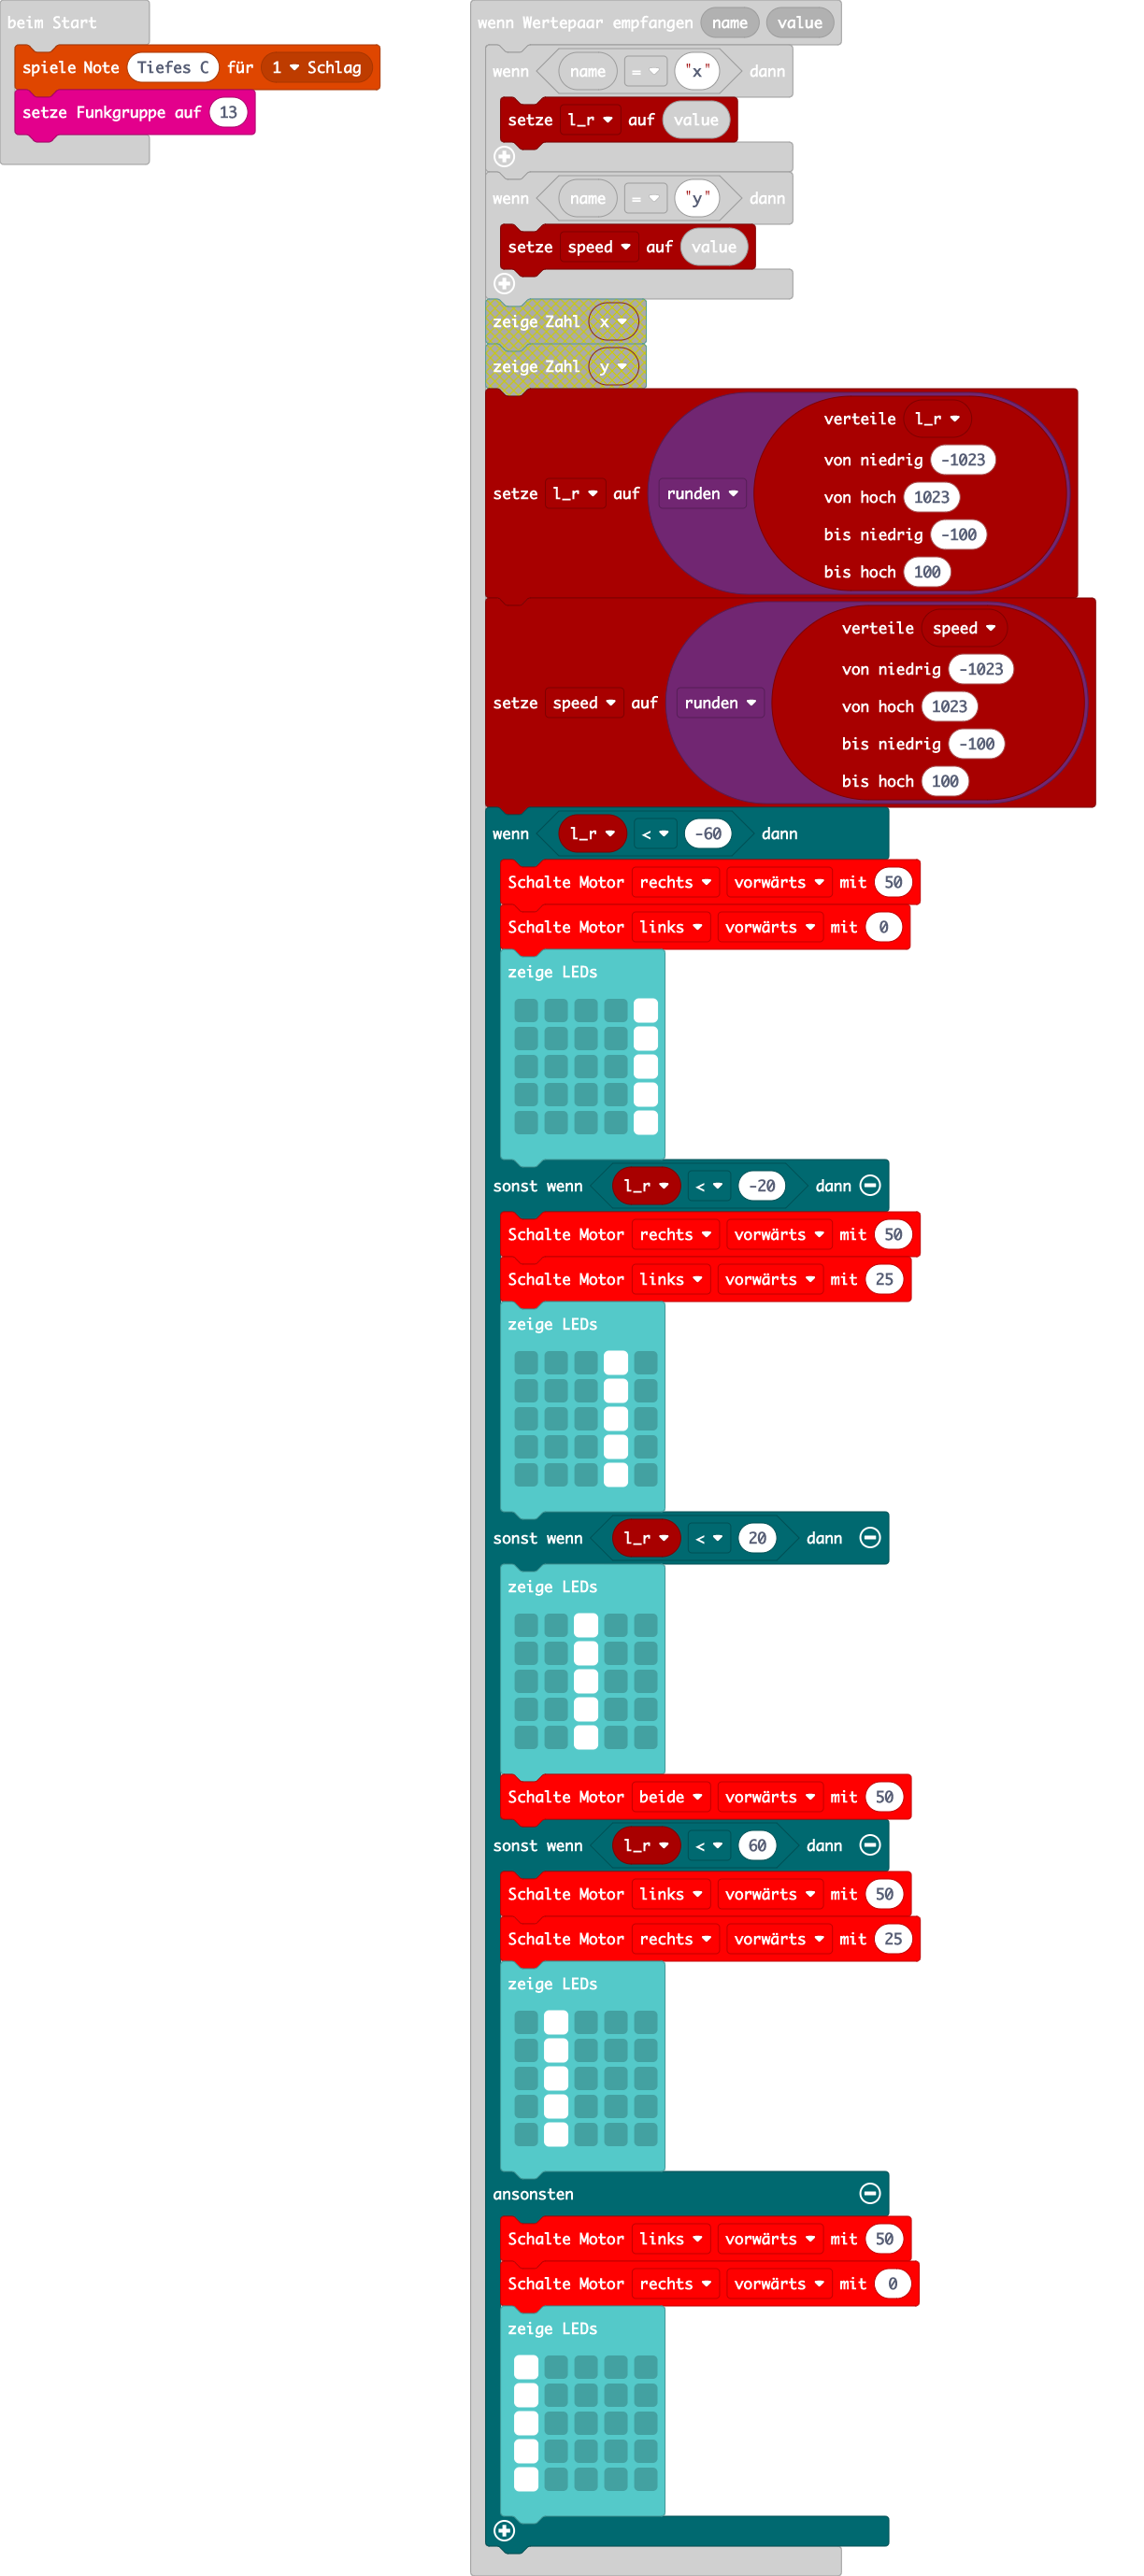 beim Start
spiele Note Tiefes C für 1 Schlag
setze Funkgruppe auf 13
wenn Wertepaar empfangen name value
wenn name = "x" dann
setze l_r auf value
wenn name = "y" dann
setze speed auf value
zeige Zahl x
zeige Zahl y
setze l_r auf runden verteile l_r
von niedrig -1023
von hoch 1023
bis niedrig -100
bis hoch 100
setze speed auf runden verteile speed
von niedrig -1023
von hoch 1023
bis niedrig -100
bis hoch 100
wenn l_r < -60 dann
Schalte Motor rechts vorwärts mit 50
Schalte Motor links vorwärts mit 0
zeige LEDs
sonst wenn l_r < -20 dann
Schalte Motor rechts vorwärts mit 50
Schalte Motor links vorwärts mit 25
zeige LEDs
sonst wenn l_r < 20 dann
zeige LEDs
Schalte Motor beide vorwärts mit 50
sonst wenn l_r < 60 dann
Schalte Motor links vorwärts mit 50
Schalte Motor rechts vorwärts mit 25
zeige LEDs
ansonsten
Schalte Motor links vorwärts mit 50
Schalte Motor rechts vorwärts mit 0
zeige LEDs